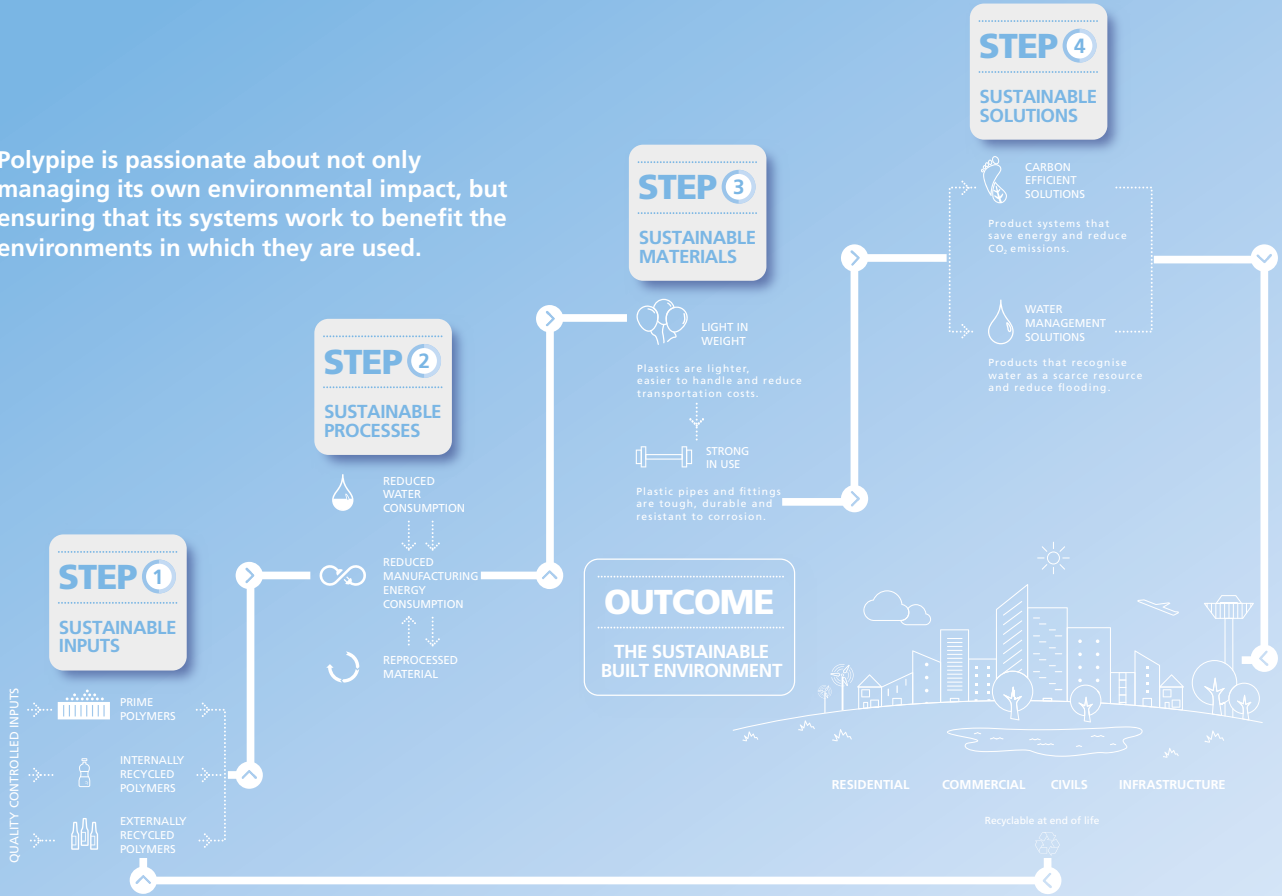 Polypipe is passionate about not only
managing its own environmental impact, but
ensuring that its systems work to benefit the
environments in which they are used.
STEP 1
SUSTAINABLE
INPUTS
QUALITY CONTROLLED INPUTS
PRIME
POLYMERS
INTERNALLY
RECYCLED
POLYMERS
EXTERNALLY
RECYCLED
POLYMERS
STEP 2
SUSTAINABLE
PROCESSES
REDUCED
WATER
CONSUMPTION
REDUCED
MANUFACTURING
ENERGY
CONSUMPTION
REPROCESSED
MATERIAL
STEP 3
SUSTAINABLE
MATERIALS
LIGHT IN
WEIGHT
Plastics are lighter,
easier to handle and reduce
transportation costs.
STRONG
IN USE
Plastic pipes and fittings
are tough, durable and
resistant to corrosion.
STEP 4
SUSTAINABLE
SOLUTIONS
CARBON
EFFICIENT
SOLUTIONS
Product systems that
save energy and reduce
CO₂ emissions.
WATER
MANAGEMENT
SOLUTIONS
Products that recognise
water as a scarce resource
and reduce flooding.
OUTCOME
THE SUSTAINABLE
BUILT ENVIRONMENT
RESIDENTIAL COMMERCIAL CIVILS INFRASTRUCTURE
Recyclable at end of life